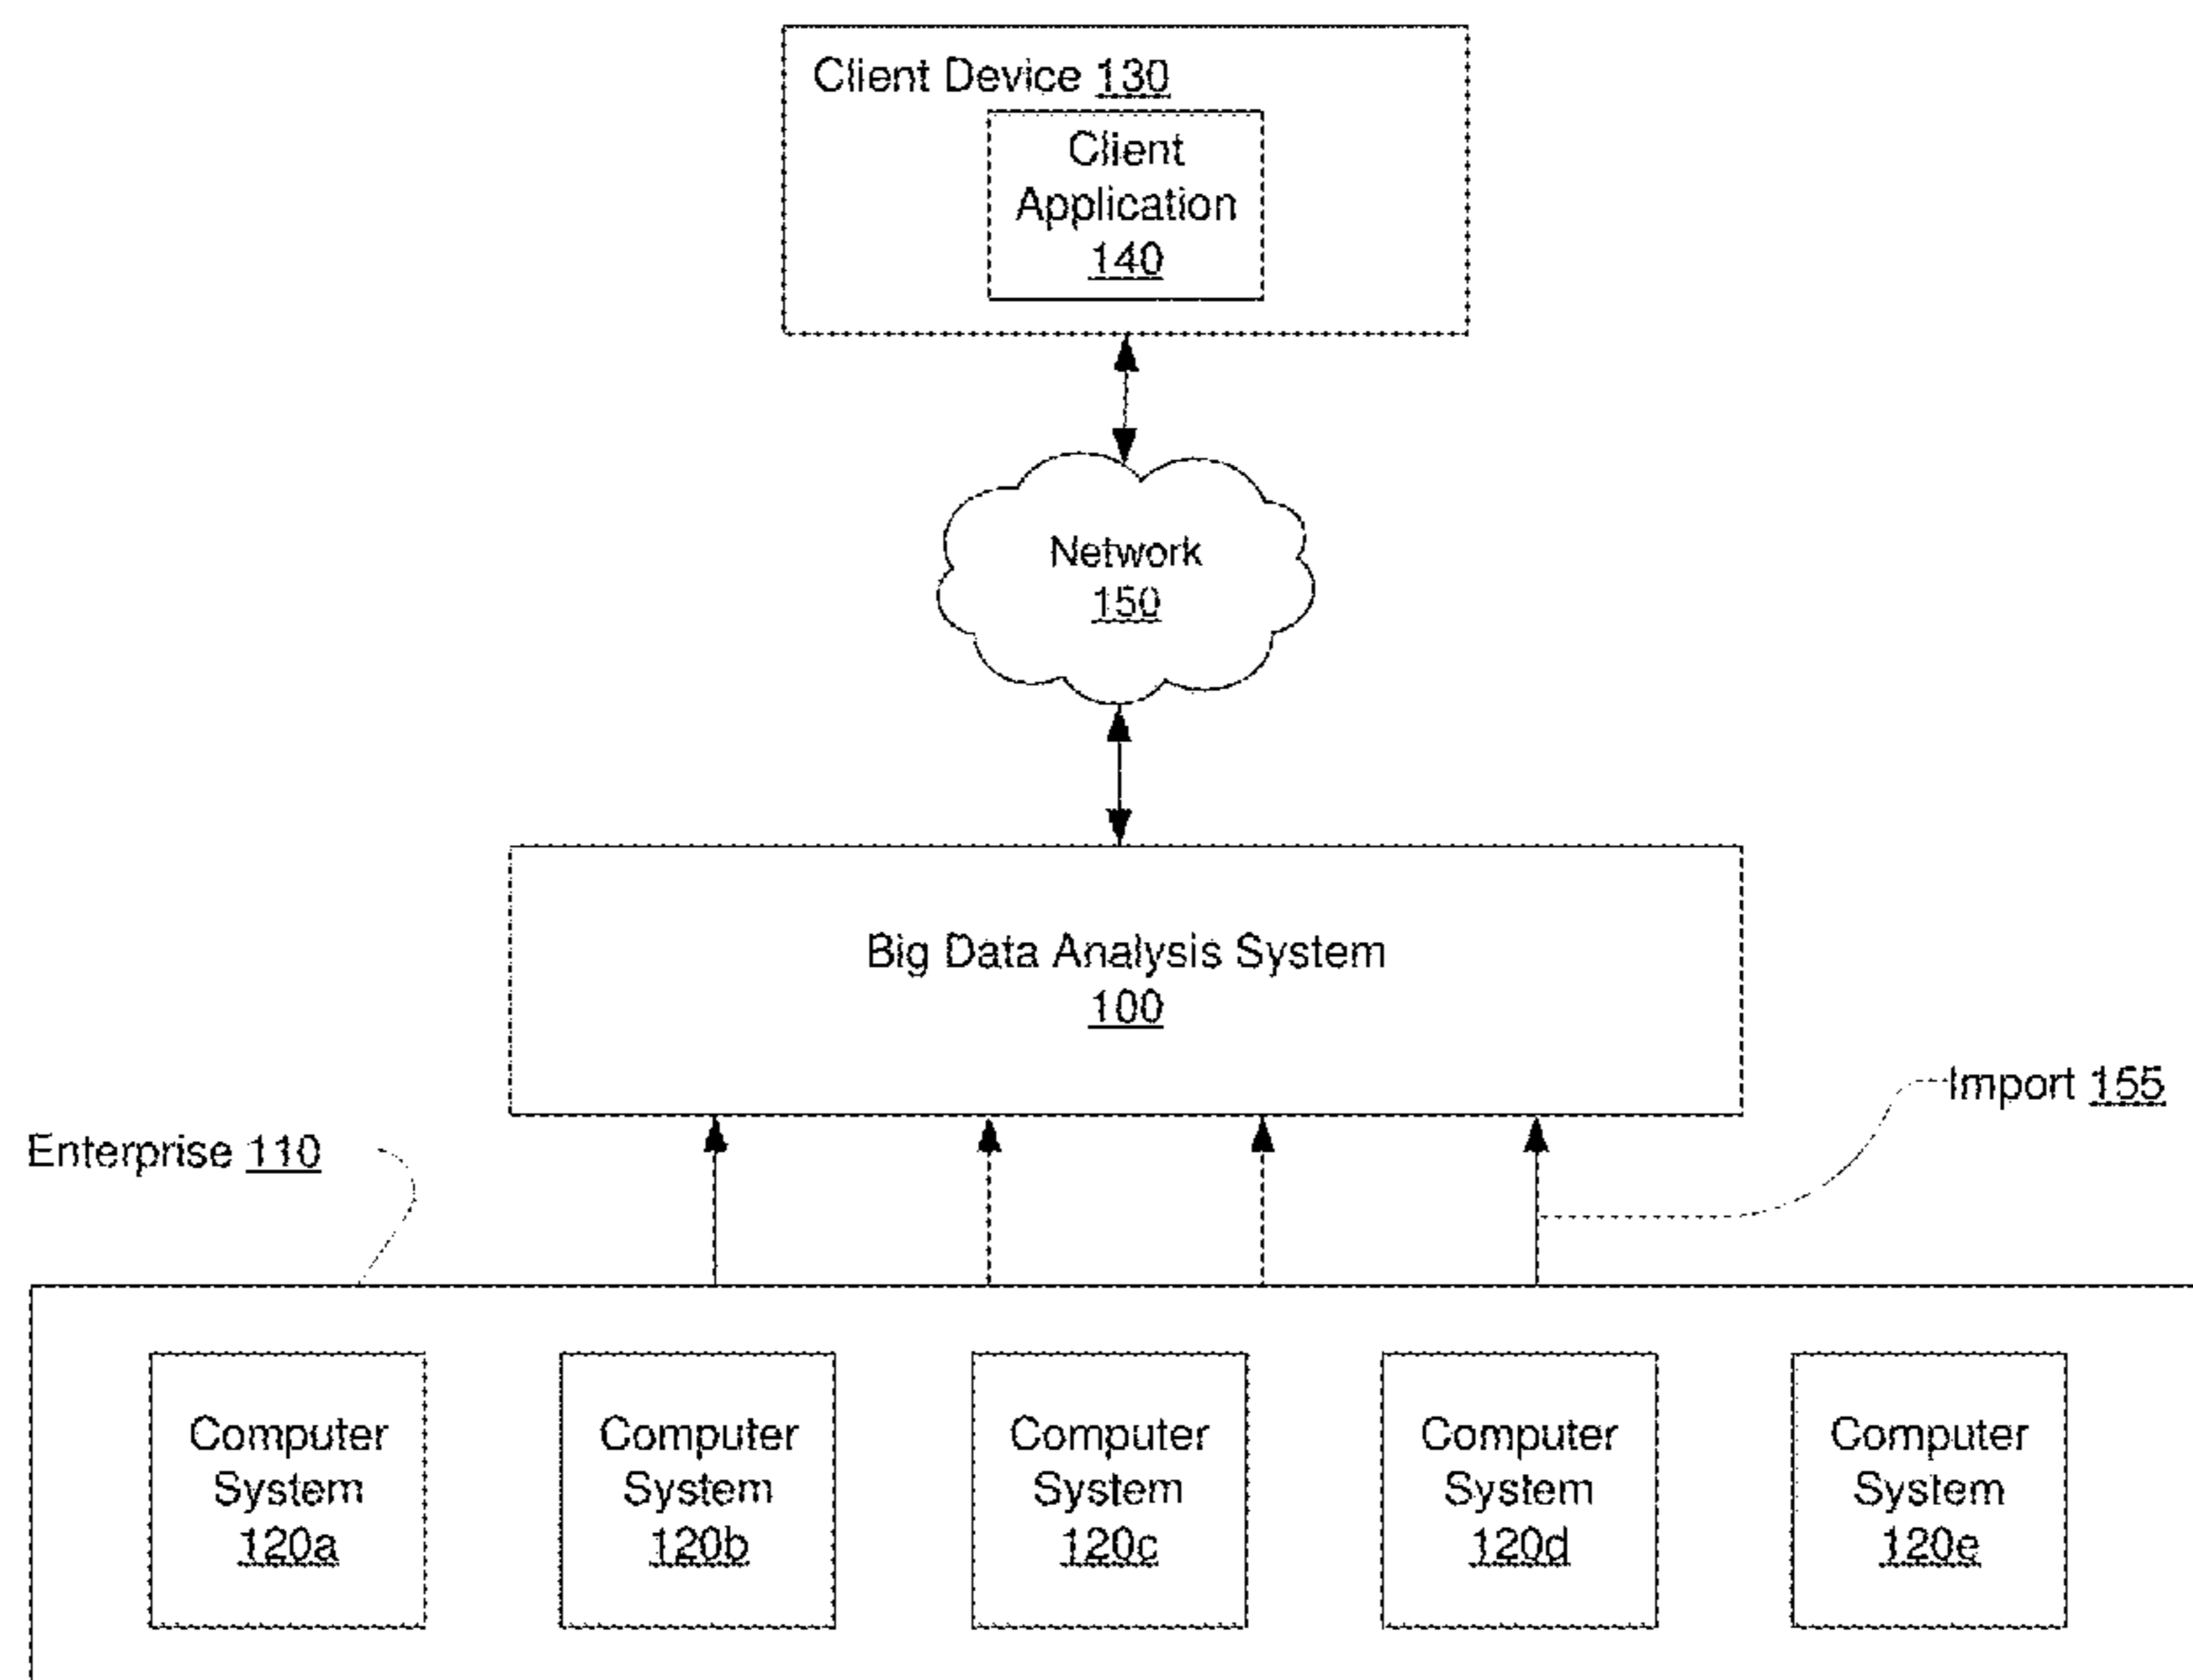 Client Device 130
Client
Application
140
Network
150
Big Data Analysis System
100
Import 155
Enterprise 110
Computer
System
120a
Computer
System
120b
Computer
System
120c
Computer
System
120d
Computer
System
120e